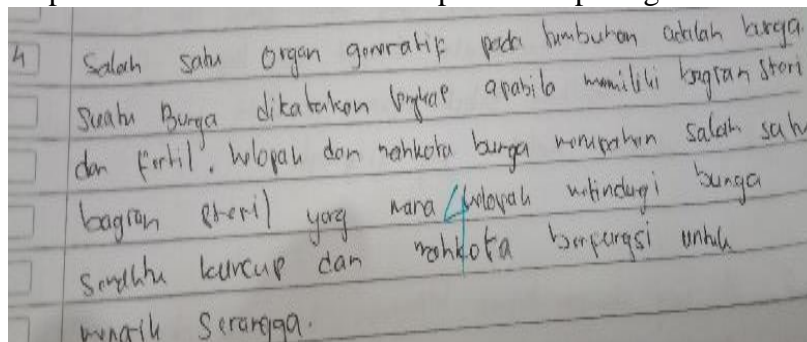 4 Salah satu organ generatif pada tumbuhan adalah bunga.
Suatu Bunga dikatakan lengkap apabila memiliki bagian steril
dan fertil. kelopak dan mahkota bunga merupakan salah satu
bagian steril yang mana kelopak melindungi bunga
kuncup dan mahkota berfungsi untuk
menarik Serangga.